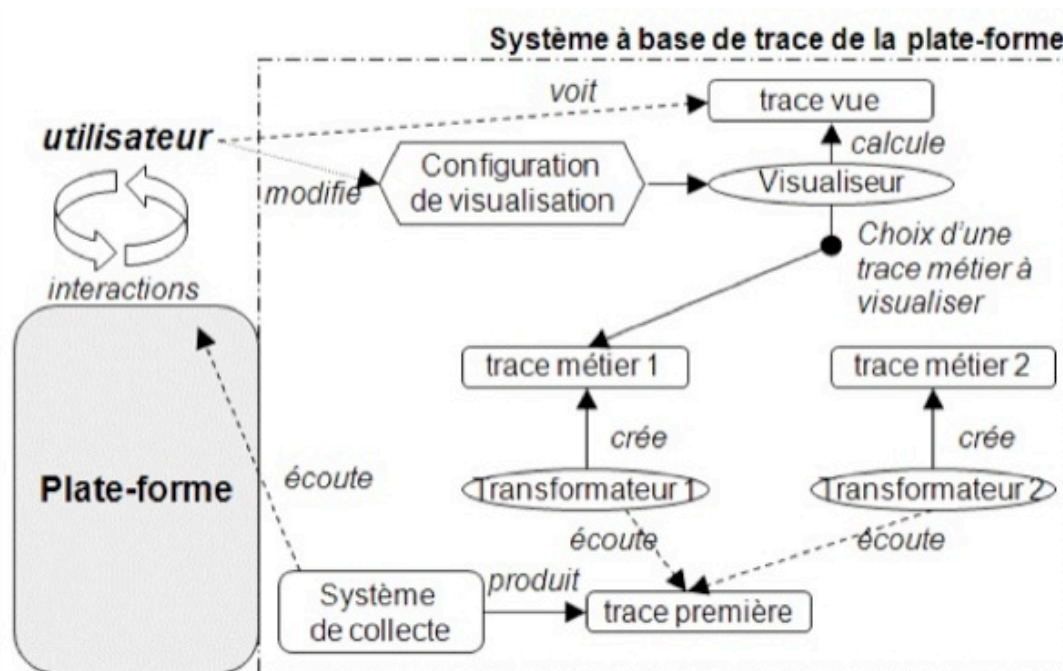 Système à base de trace de la plate-forme
voit
trace vue
utilisateur
calcule
Configuration
de visualisation
modifie
Visualiseur
Choix d'une
trace métier à
visualiser
interactions
trace métier 1
trace métier 2
crée
crée
Plate-forme
écoute
Transformateur 1
Transformateur 2
écoute
écoute
produit
Système
de collecte
trace première